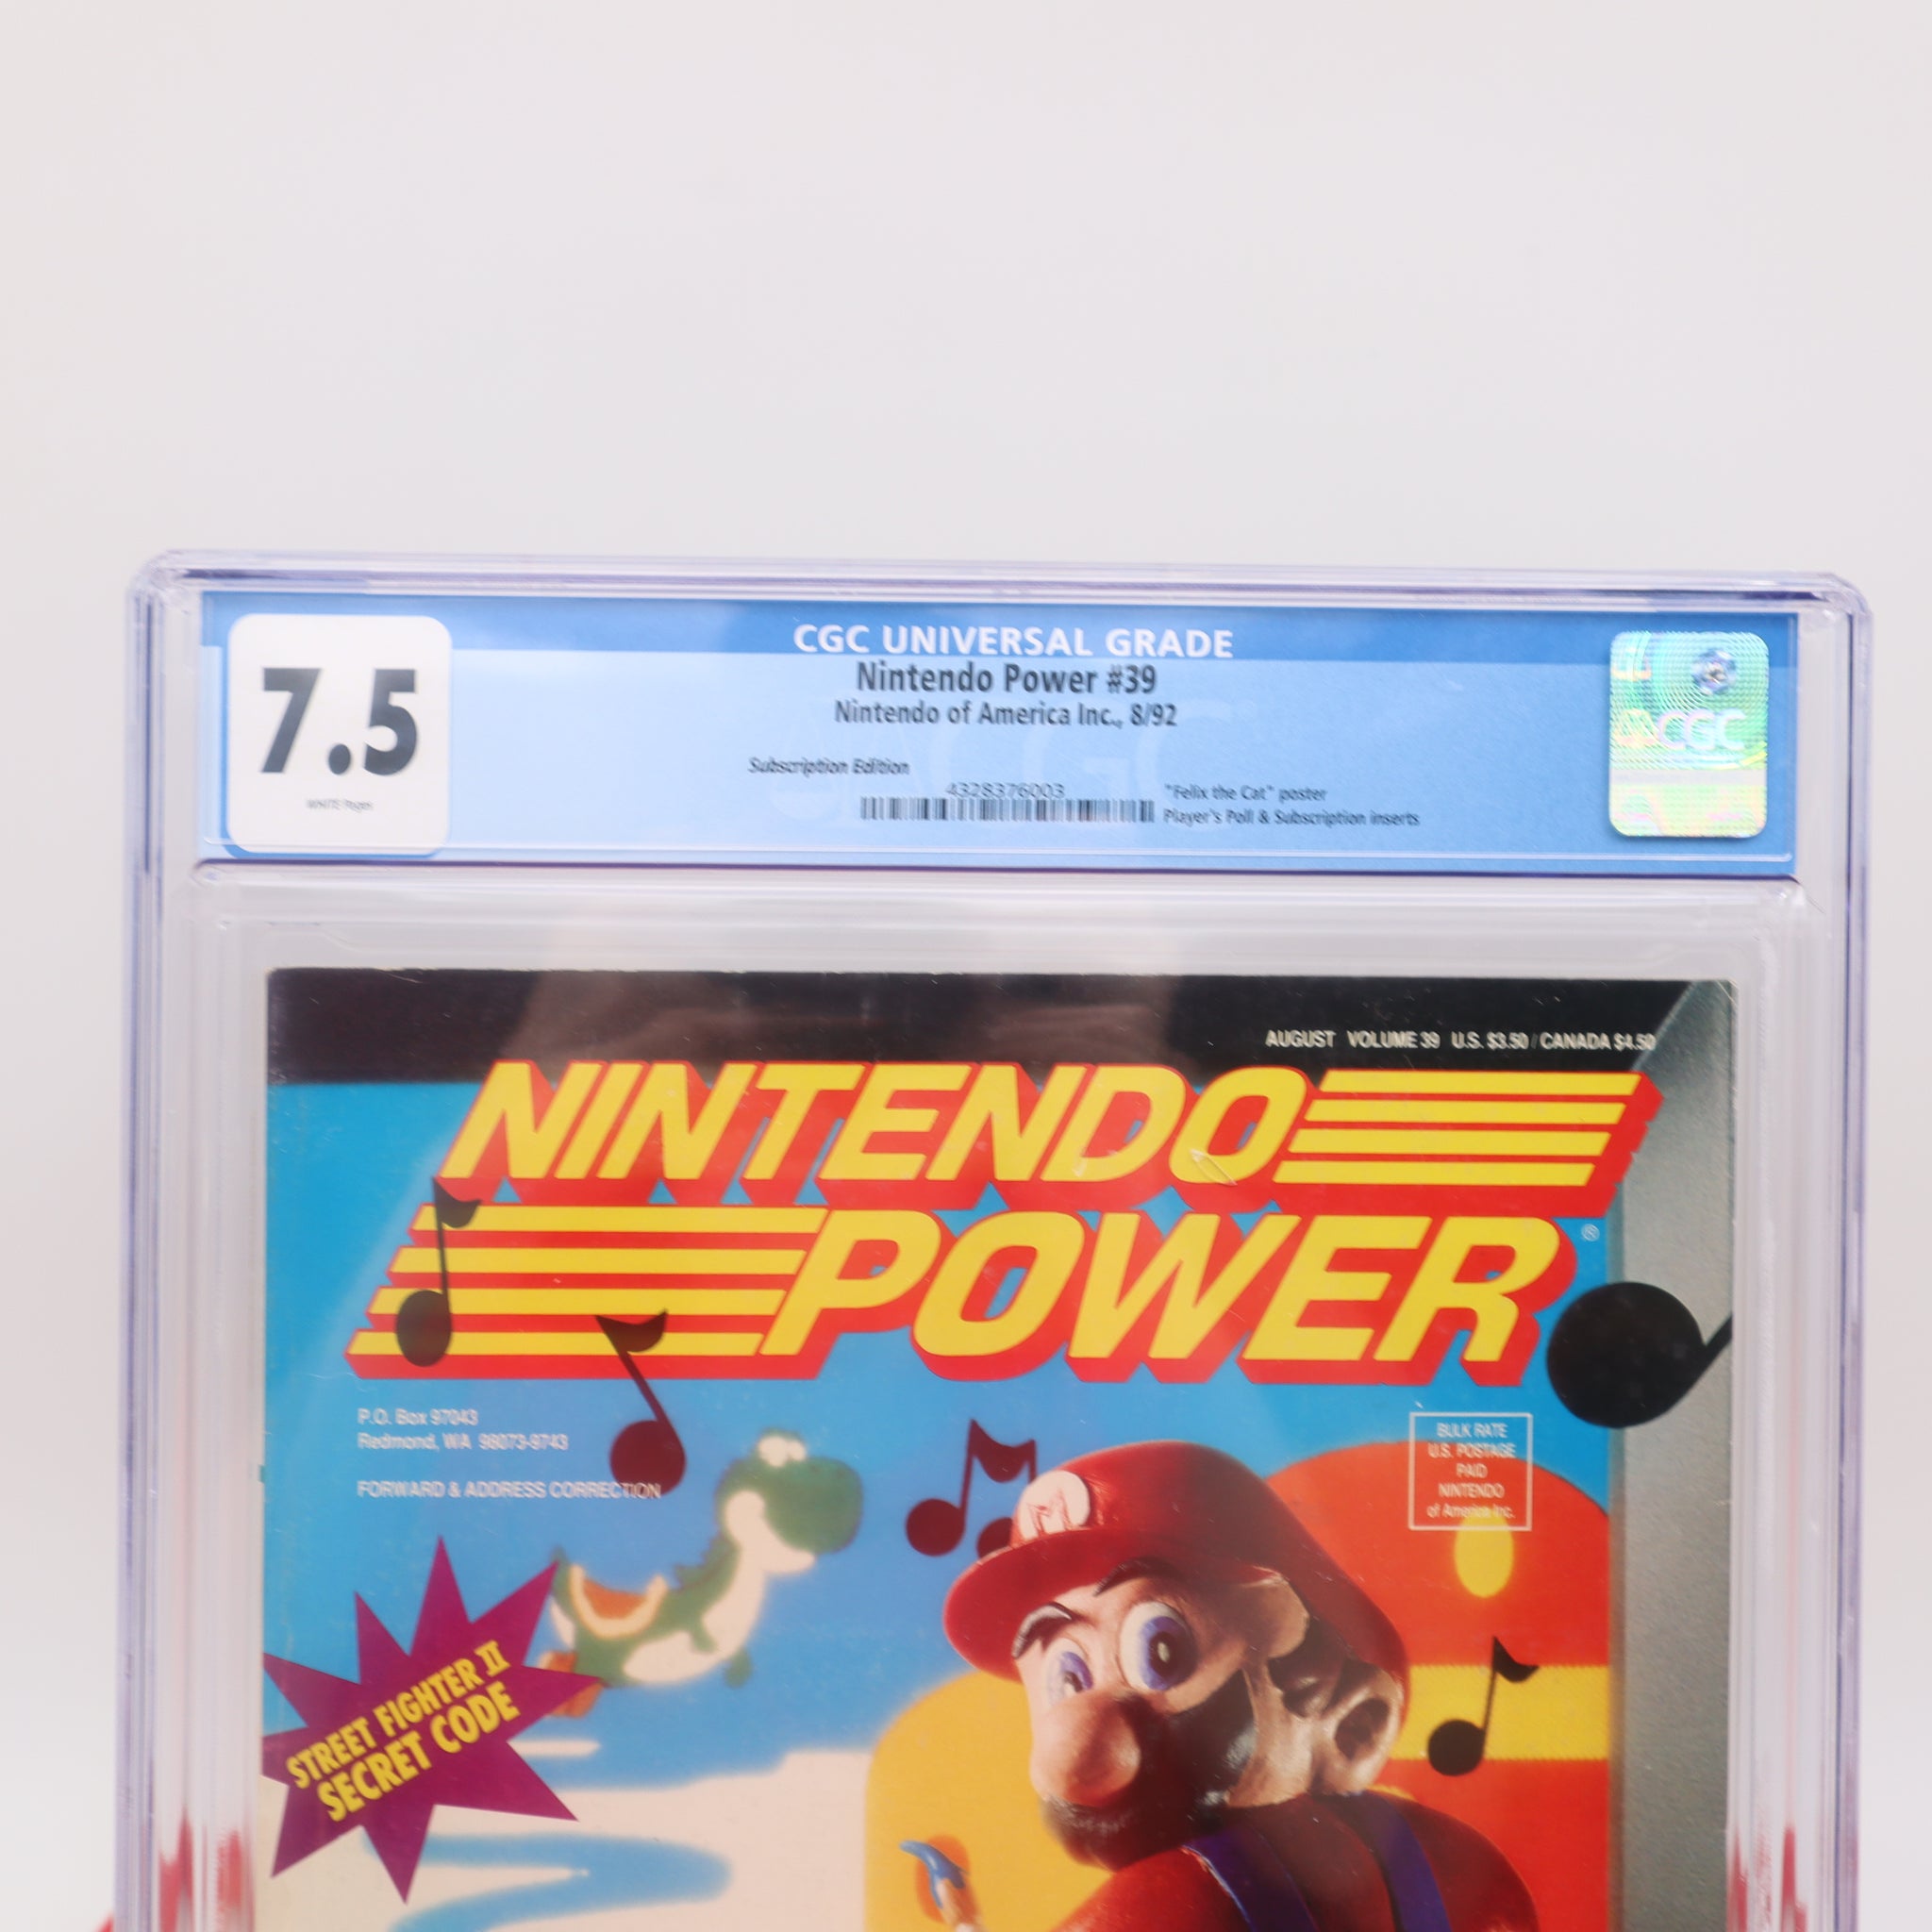 CGC UNIVERSAL GRADE
7.5
WHITE Pages
Nintendo Power #39
Nintendo of America Inc., 8/92
Subscription Edition
4328376003
"Felix the Cat" poster
Player's Poll & Subscription inserts
CGC
AUGUST VOLUME 39 U.S. $3.50 / CANADA $4.50
NINTENDO
POWER®
P.O. Box 97043
Redmond, WA 98073-9743
FORWARD & ADDRESS CORRECTION
BULK RATE
U.S. POSTAGE
PAID
NINTENDO
of America Inc.
M
STREET FIGHTER II
SECRET CODE